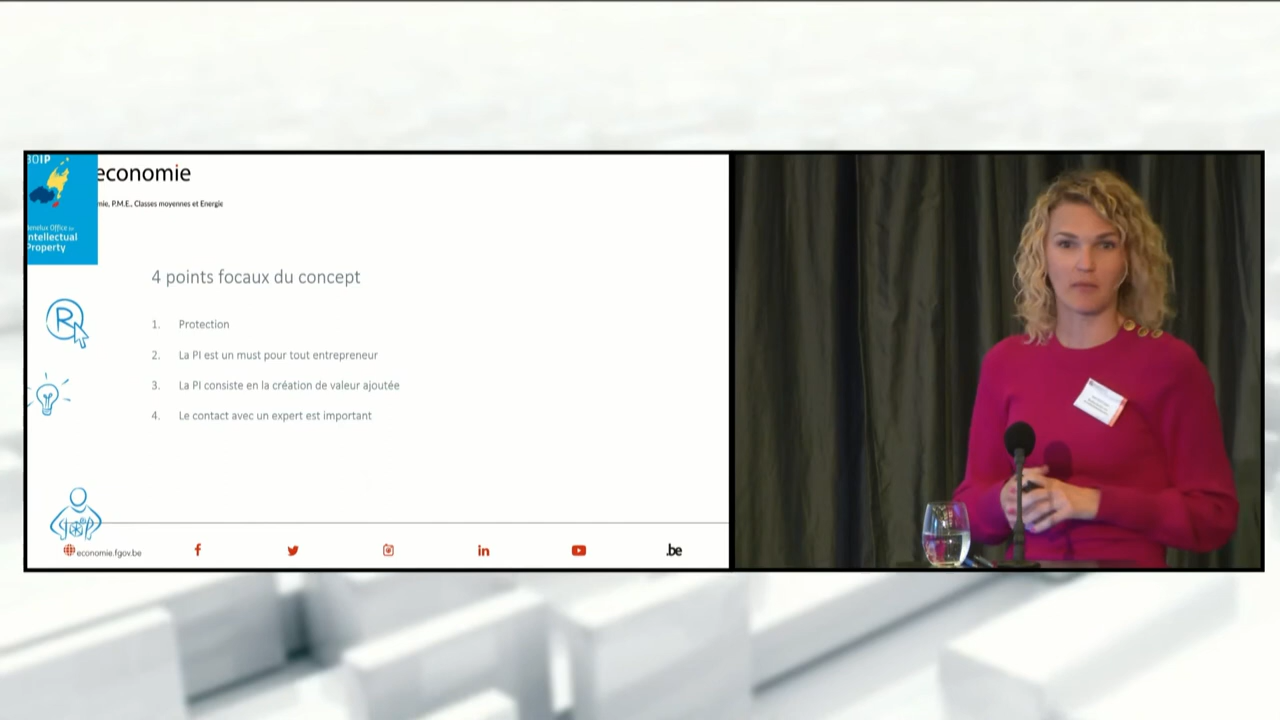 BOIP
economie
mie, P.M.E., Classes moyennes et Energie
Benelux Office for
Intellectual
Property
4 points focaux du concept
R
1. Protection
2. La PI est un must pour tout entrepreneur
3. La PI consiste en la création de valeur ajoutée
4. Le contact avec un expert est important
economie.fgov.be
f
in
.be